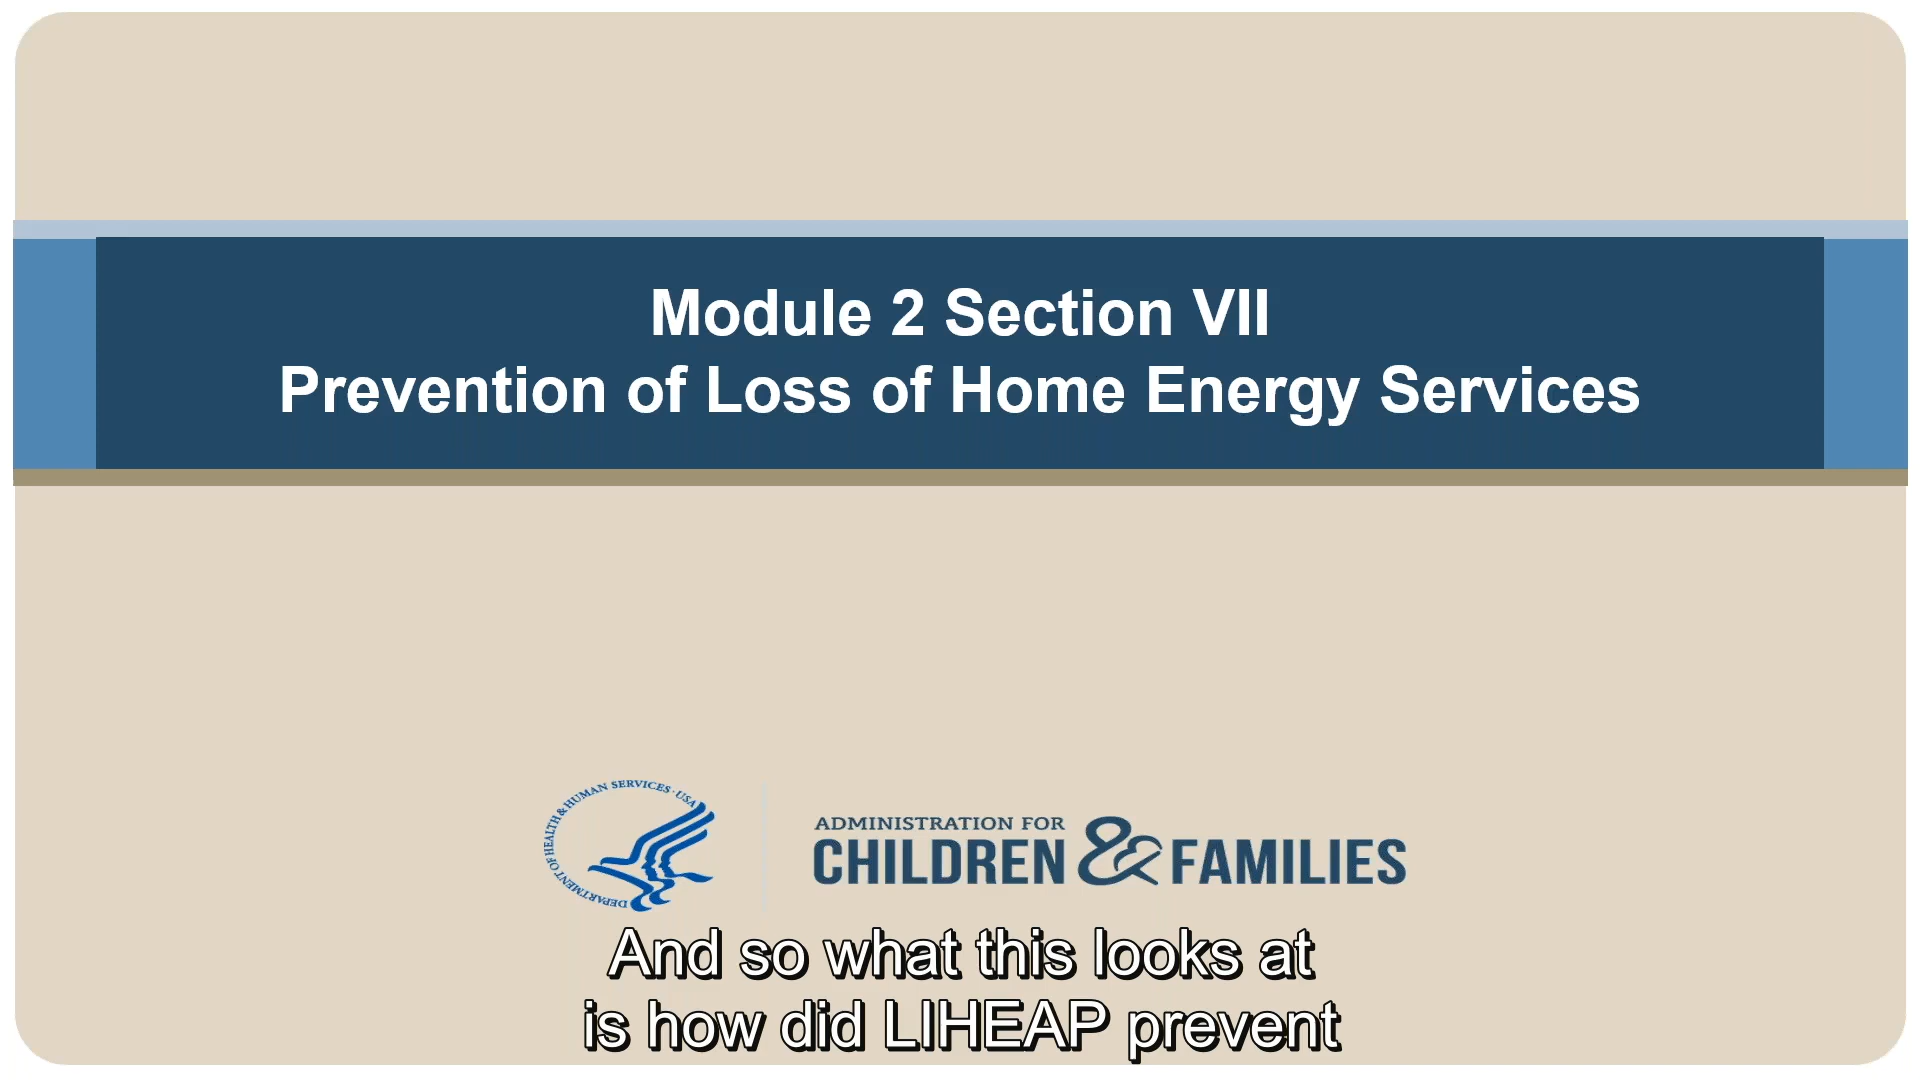 Module 2 Section VII
Prevention of Loss of Home Energy Services
DEPARTMENT OF HEALTH & HUMAN SERVICES · USA
ADMINISTRATION FOR
CHILDREN & FAMILIES
And so what this looks at
is how did LIHEAP prevent